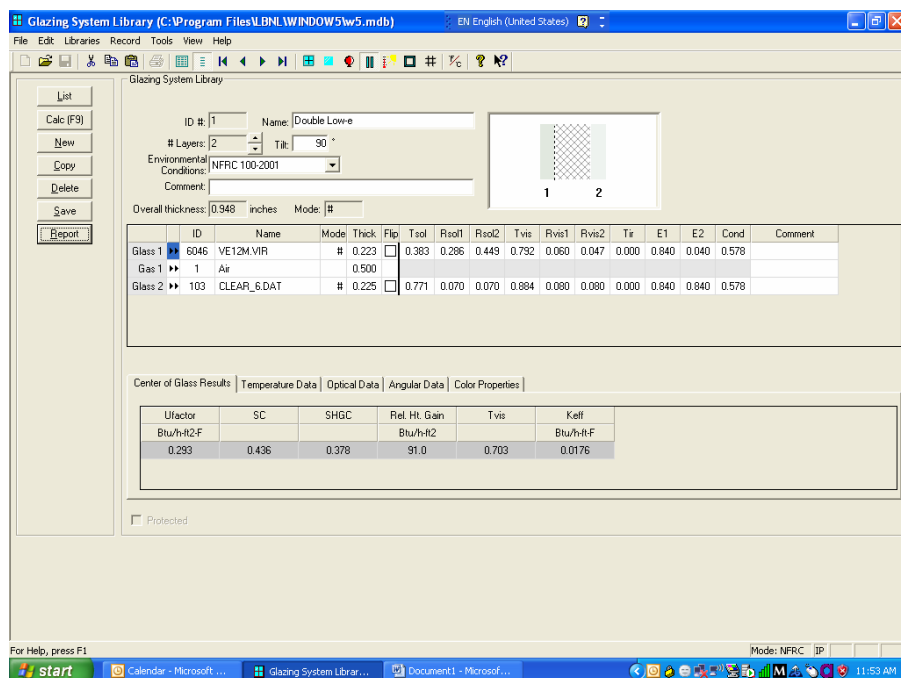 Glazing System Library (C:\Program Files\LBNL\WINDOW5\w5.mdb)
EN English (United States)
File Edit Libraries Record Tools View Help
Glazing System Library
List
Calc (F9)
New
Copy
Delete
Save
Report
ID #: 1 Name: Double Low-e
# Layers: 2 Tilt: 90 °
Environmental Conditions: NFRC 100-2001
Comment:
Overall thickness: 0.948 inches Mode: #
1 2
ID Name Mode Thick Flip Tsol Rsol1 Rsol2 Tvis Rvis1 Rvis2 Tir E1 E2 Cond Comment
Glass 1 6046 VE12M.VIR # 0.223 0.383 0.286 0.449 0.792 0.060 0.047 0.000 0.840 0.040 0.578
Gas 1 1 Air 0.500
Glass 2 103 CLEAR_6.DAT # 0.225 0.771 0.070 0.070 0.884 0.080 0.080 0.000 0.840 0.840 0.578
Center of Glass Results Temperature Data Optical Data Angular Data Color Properties
Ufactor SC SHGC Rel. Ht. Gain Tvis Keff
Btu/h-ft2-F Btu/h-ft2 Btu/h-ft-F
0.293 0.436 0.378 91.0 0.703 0.0176
Protected
For Help, press F1
Mode: NFRC IP
start
Calendar - Microsoft ...
Glazing System Librar...
Document1 - Microsof...
11:53 AM